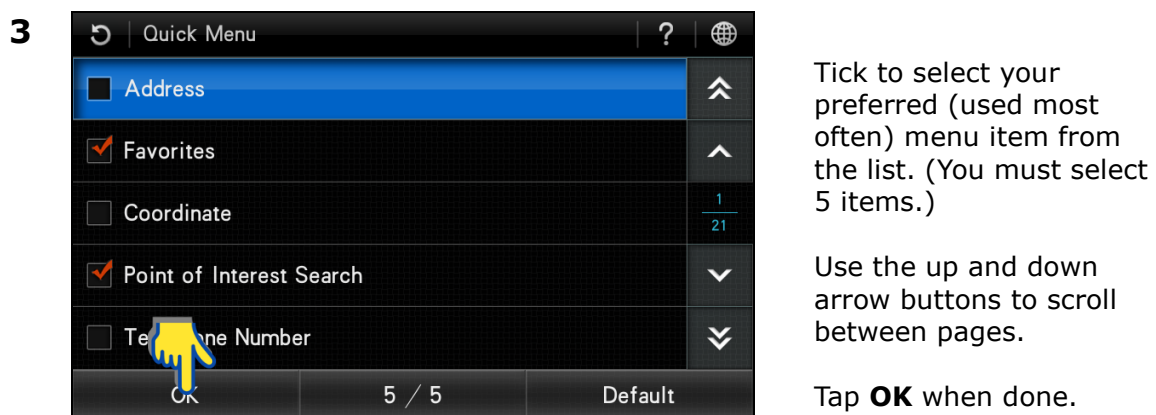 3
Quick Menu ?
Address
Favorites
Coordinate
1
21
Point of Interest Search
Number
OK 5 / 5 Default
Tick to select your
preferred (used most
often) menu item from
the list. (You must select
5 items.)
Use the up and down
arrow buttons to scroll
between pages.
Tap OK when done.